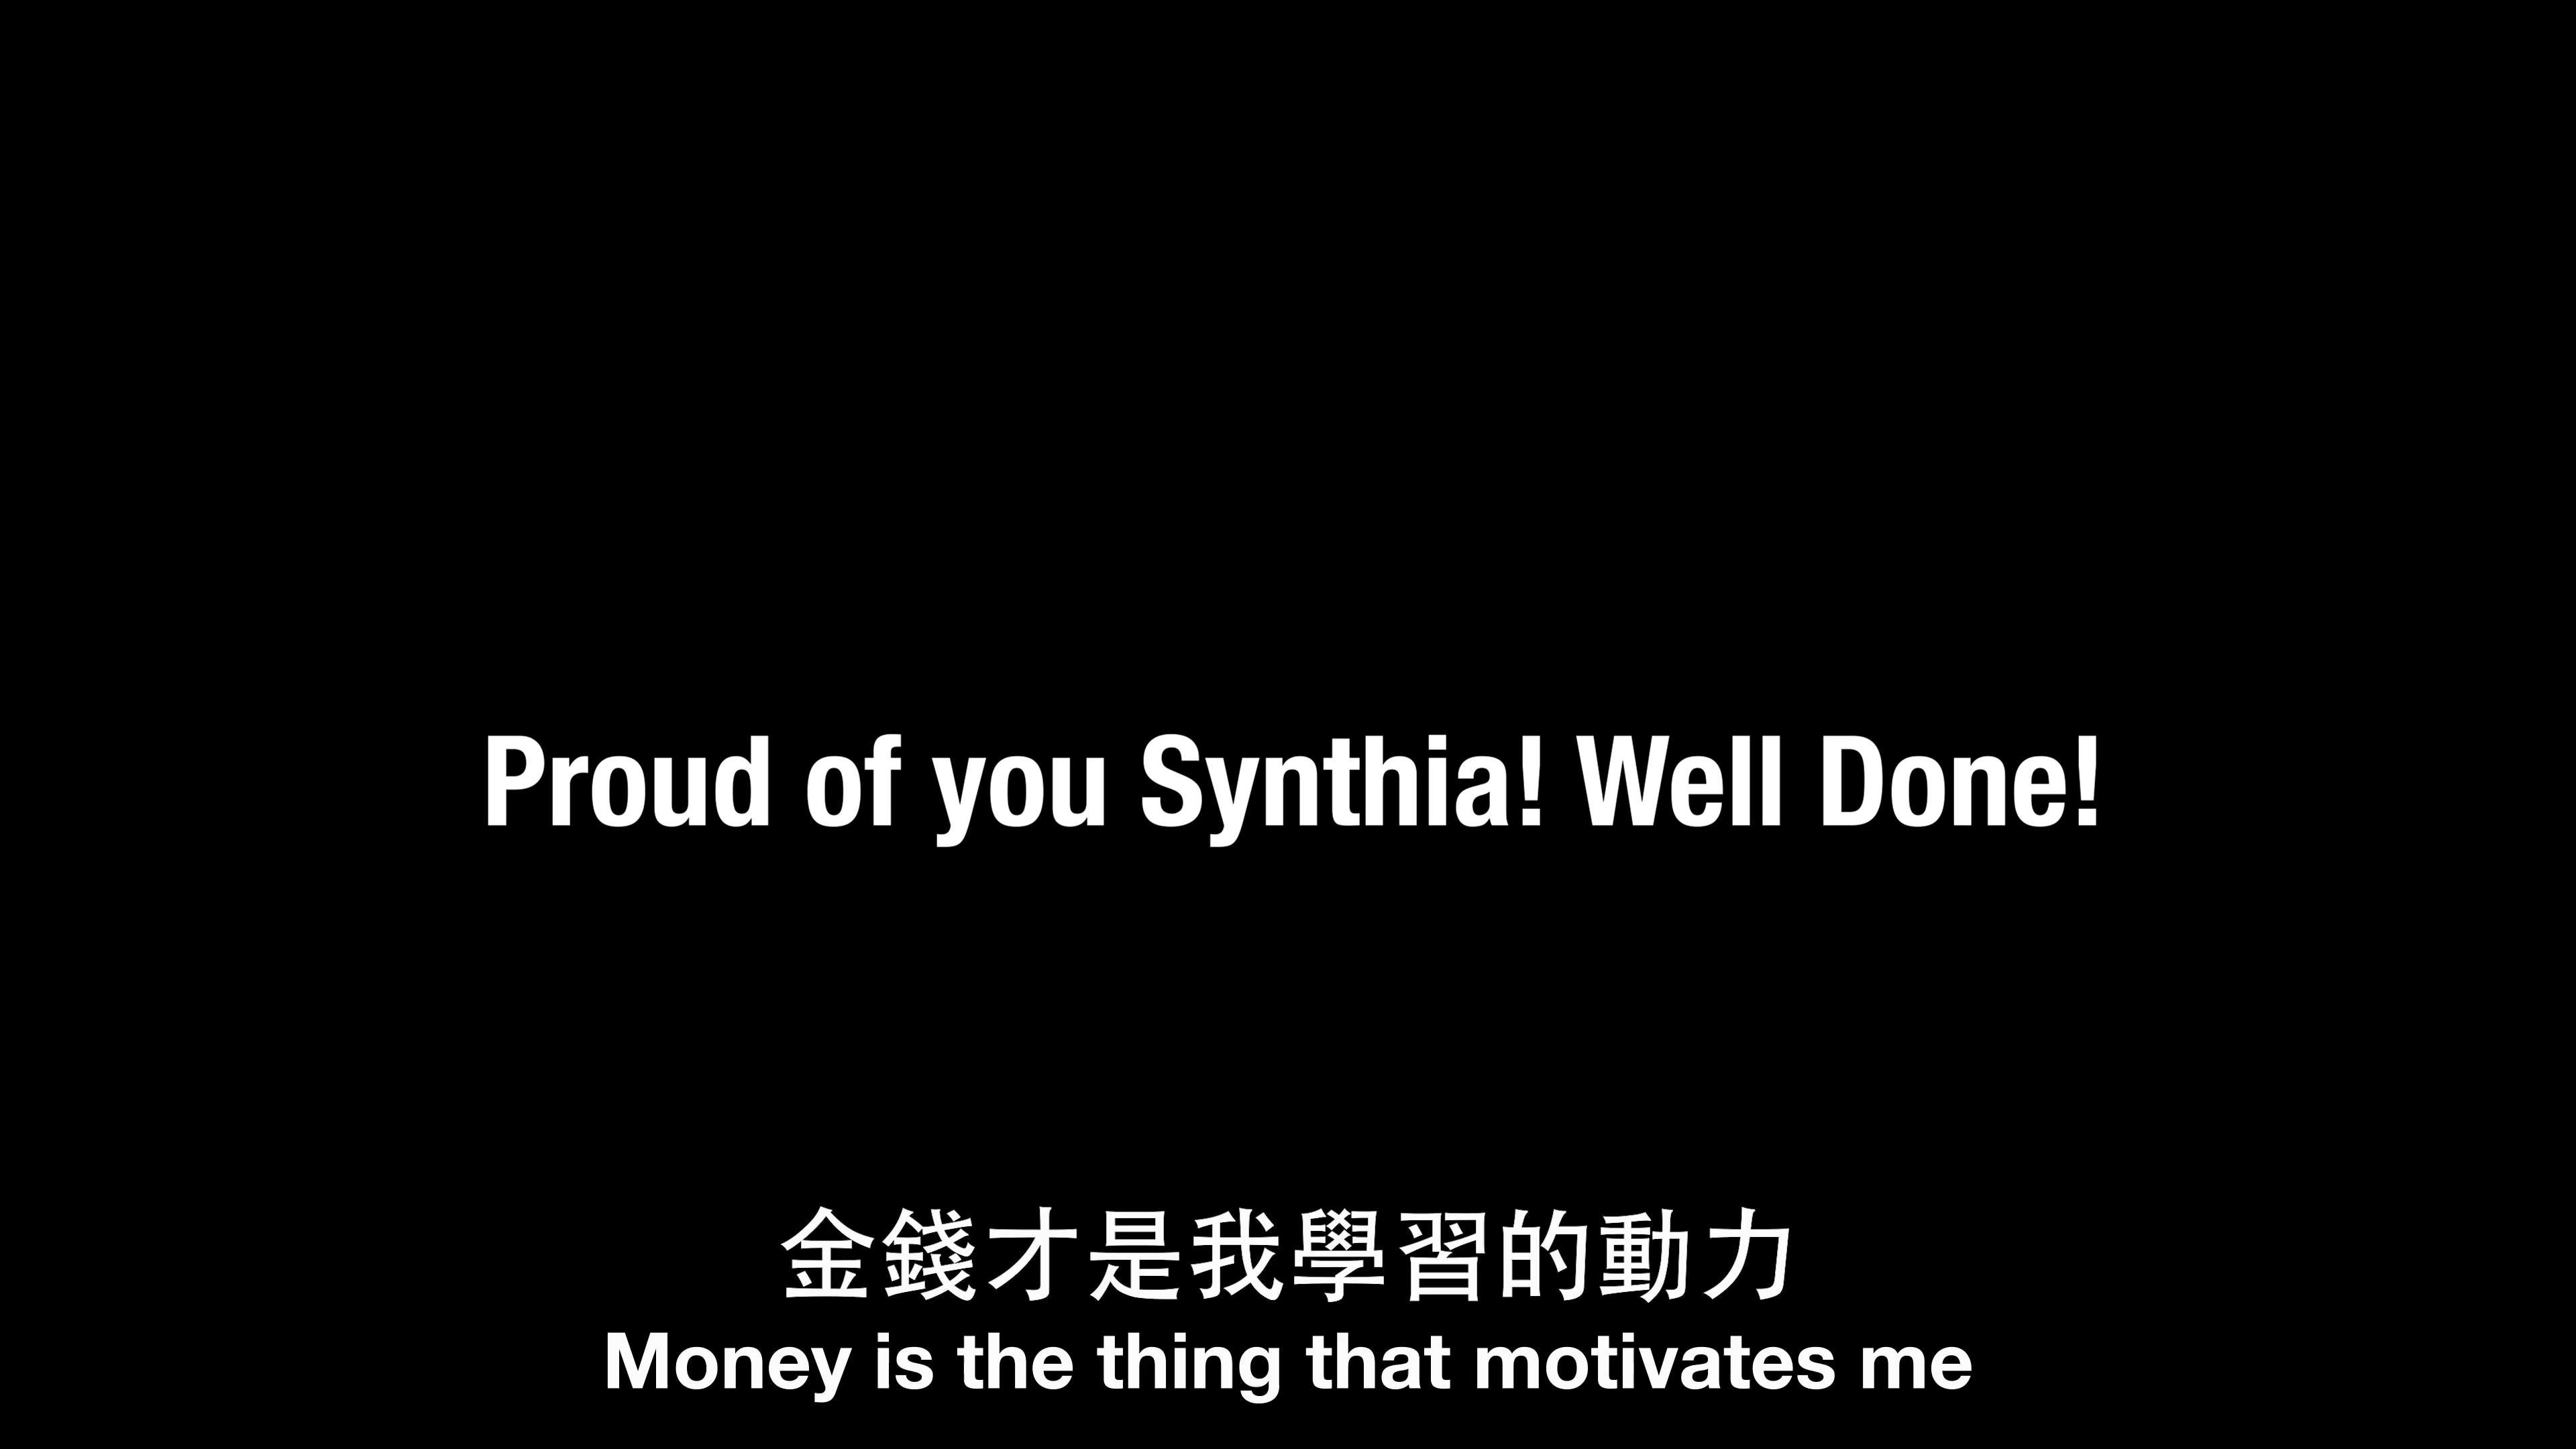 Proud of you Synthia! Well Done!
金錢才是我學習的動力
Money is the thing that motivates me